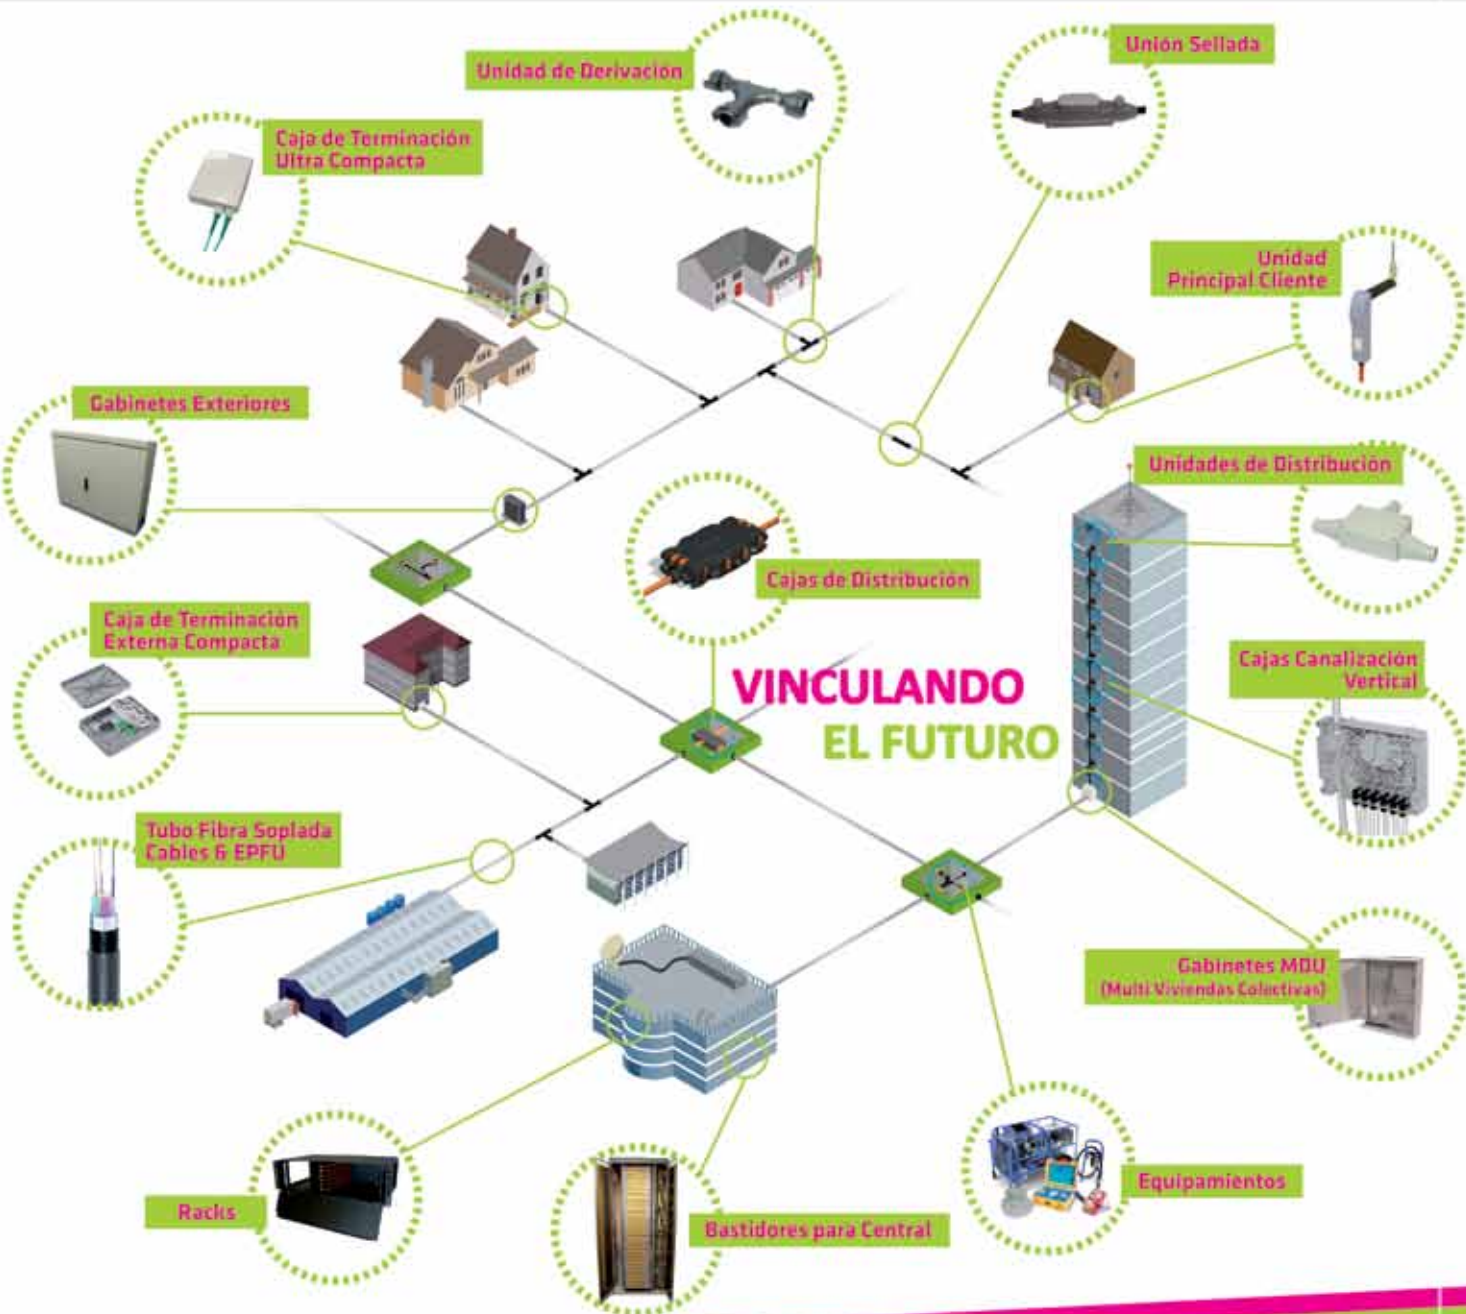 Unión Sellada
Unidad de Derivación
Caja de Terminación
Ultra Compacta
Unidad
Principal Cliente
Gabinetes Exteriores
Unidades de Distribución
Cajas de Distribución
Caja de Terminación
Externa Compacta
Cajas Canalización
Vertical
VINCULANDO
EL FUTURO
Tubo Fibra Soplada
Cables & EPFU
Gabinetes MDU
(Multi Viviendas Colectivas)
Equipamientos
Racks
Bastidores para Central